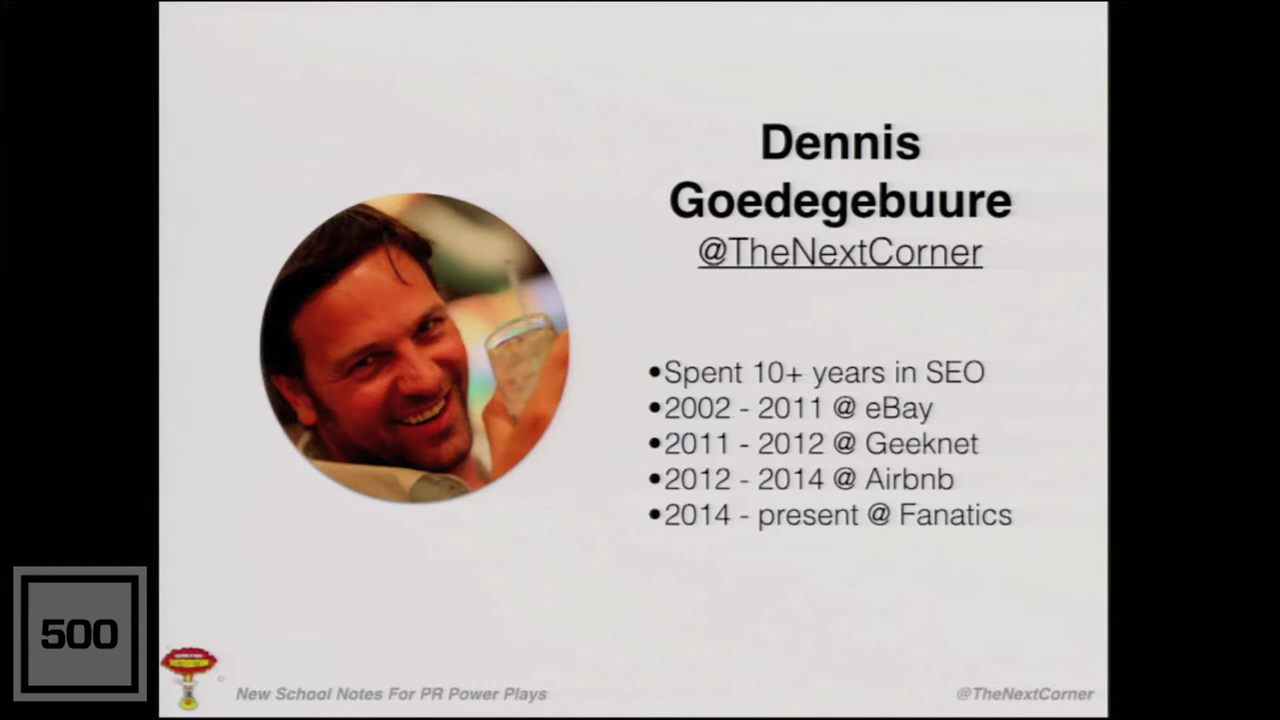 Dennis
Goedegebuure
@TheNextCorner
•Spent 10+ years in SEO
•2002 - 2011 @ eBay
•2011 - 2012 @ Geeknet
•2012 - 2014 @ Airbnb
•2014 - present @ Fanatics
500
New School Notes For PR Power Plays
@TheNextCorner